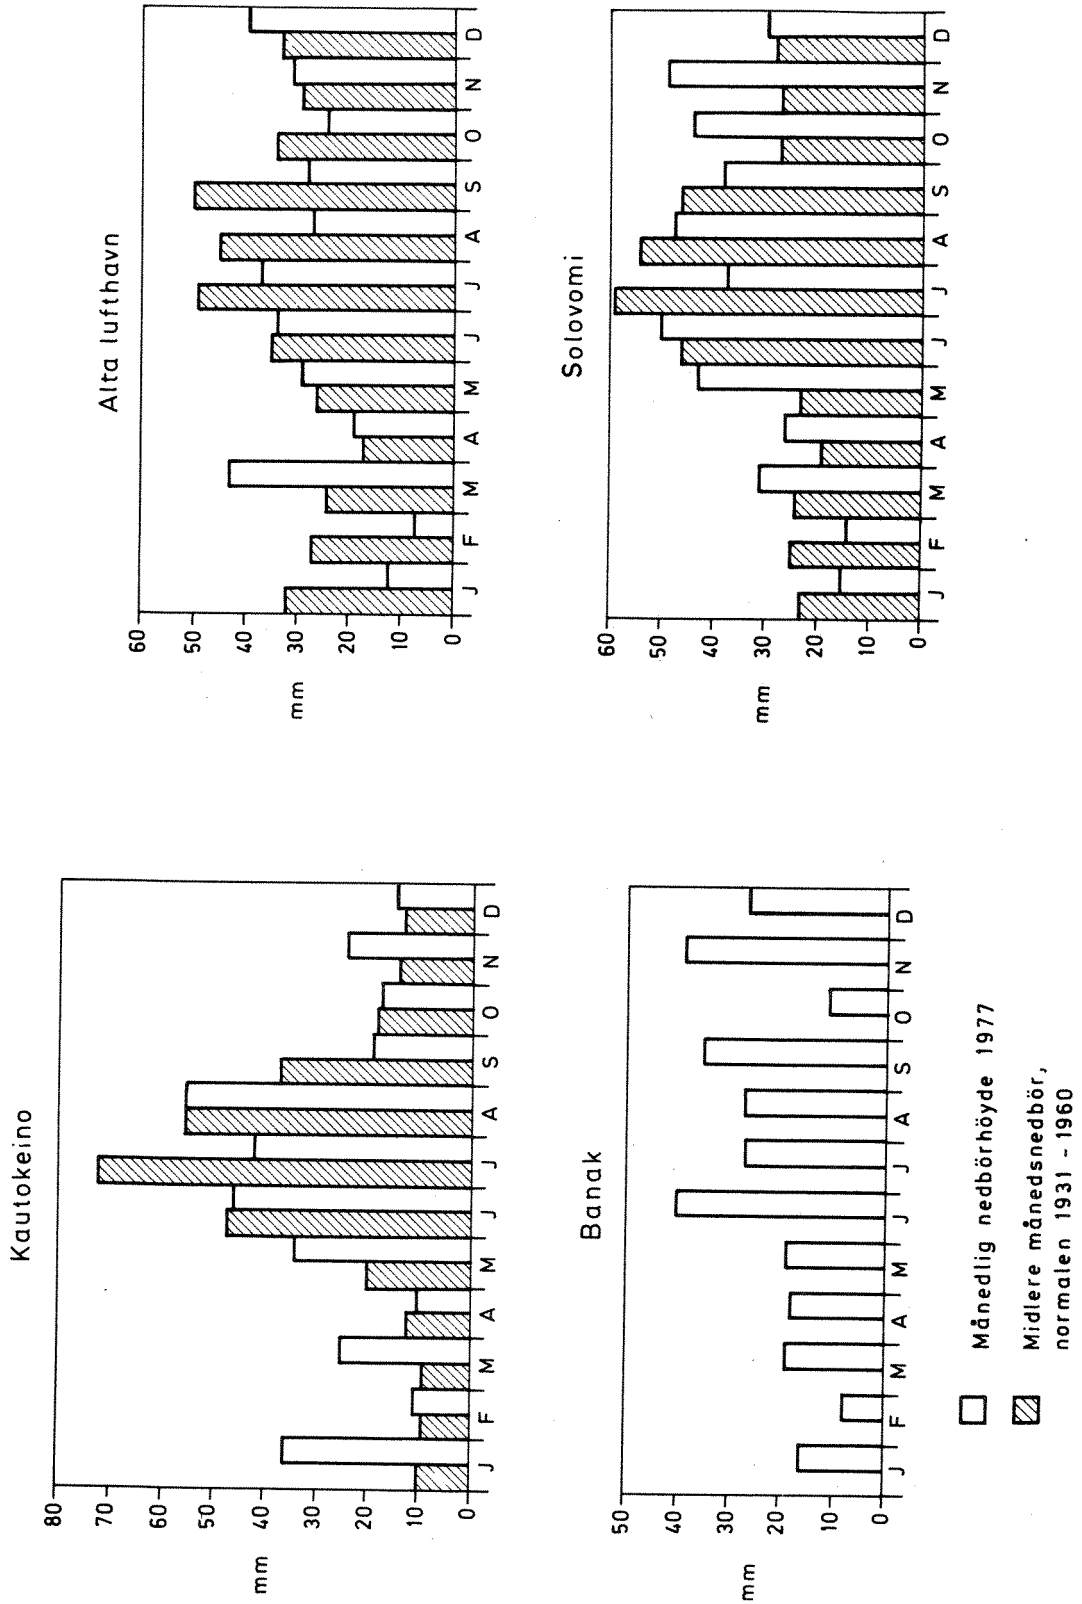 Kautokeino
mm
80
70
60
50
40
30
20
10
0
J F M A M J J A S O N D
Alta lufthavn
mm
60
50
40
30
20
10
0
J F M A M J J A S O N D
Banak
mm
50
40
30
20
10
0
J F M A M J J A S O N D
Solovomi
mm
60
50
40
30
20
10
0
J F M A M J J A S O N D
Månedlig nedbörhöyde 1977
Midlere månedsnedbör,
normalen 1931 - 1960